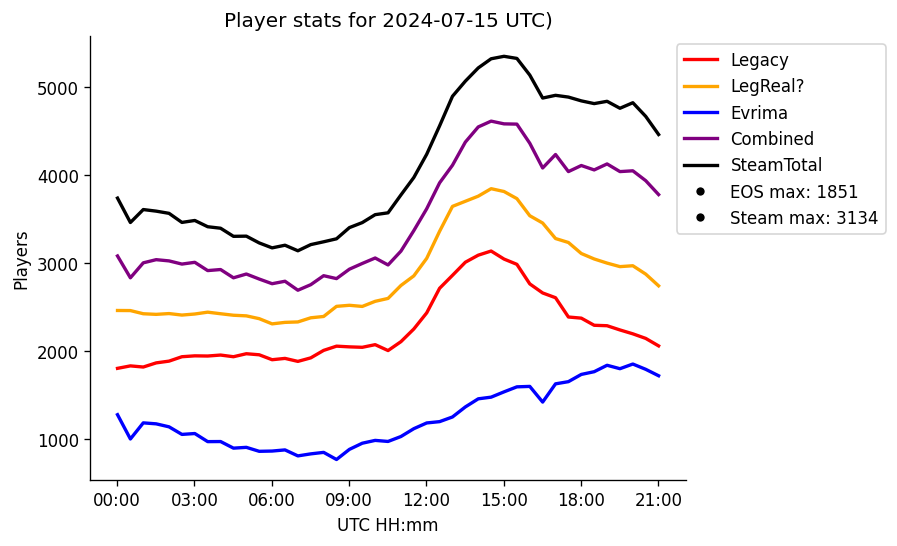 Player stats for 2024-07-15 UTC)
Legacy
LegReal?
Evrima
Combined
SteamTotal
EOS max: 1851
Steam max: 3134
Players
5000
4000
3000
2000
1000
00:00 03:00 06:00 09:00 12:00 15:00 18:00 21:00
UTC HH:mm